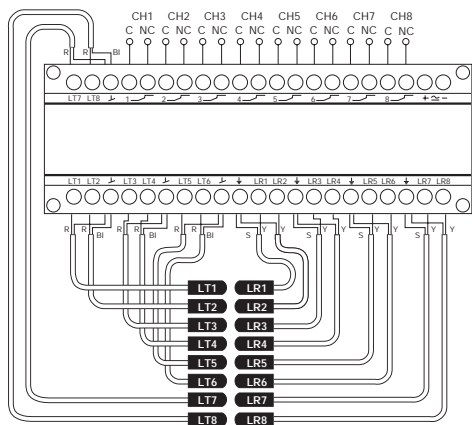 CH1 CH2 CH3 CH4 CH5 CH6 CH7 CH8
C NC C NC C NC C NC C NC C NC C NC C NC
R R Bl
LT7 LT8 1 2 3 4 5 6 7 8 + ≃ −
LT1 LT2 LT3 LT4 LT5 LT6 LR1 LR2 LR3 LR4 LR5 LR6 LR7 LR8
R R Bl R R Bl R R Bl S Y Y S Y Y S Y Y S Y Y
LT1 LR1
LT2 LR2
LT3 LR3
LT4 LR4
LT5 LR5
LT6 LR6
LT7 LR7
LT8 LR8